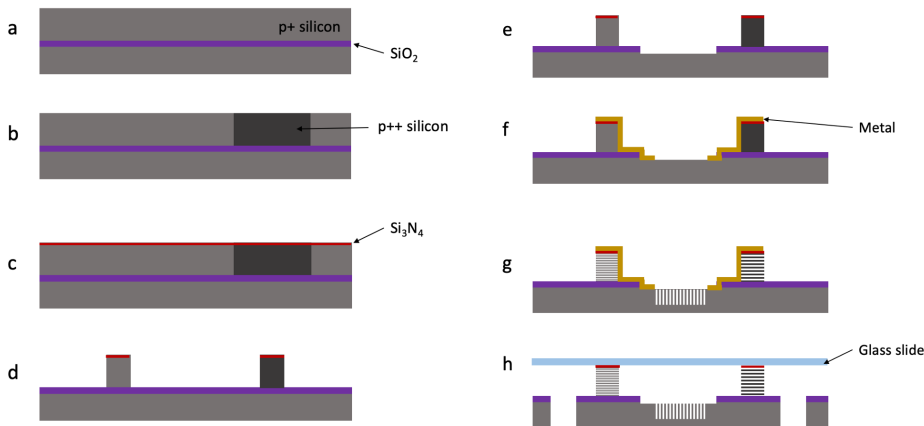 a
p+ silicon
SiO2
b
p++ silicon
Si3N4
c
d
e
f
Metal
g
Glass slide
h